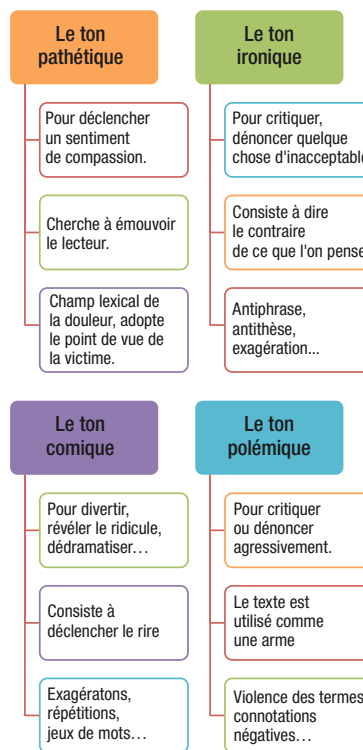 Le ton
pathétique
Pour déclencher
un sentiment
de compassion.
Cherche à émouvoir
le lecteur.
Champ lexical de
la douleur, adopte
le point de vue de
la victime.
Le ton
ironique
Pour critiquer,
dénoncer quelque
chose d'inacceptable
Consiste à dire
le contraire
de ce que l'on pense
Antiphrase,
antithèse,
exagération...
Le ton
comique
Pour divertir,
révéler le ridicule,
dédramatiser…
Consiste à
déclencher le rire
Exagératons,
répétitions,
jeux de mots…
Le ton
polémique
Pour critiquer
ou dénoncer
agressivement.
Le texte est
utilisé comme
une arme
Violence des termes
connotations
négatives…